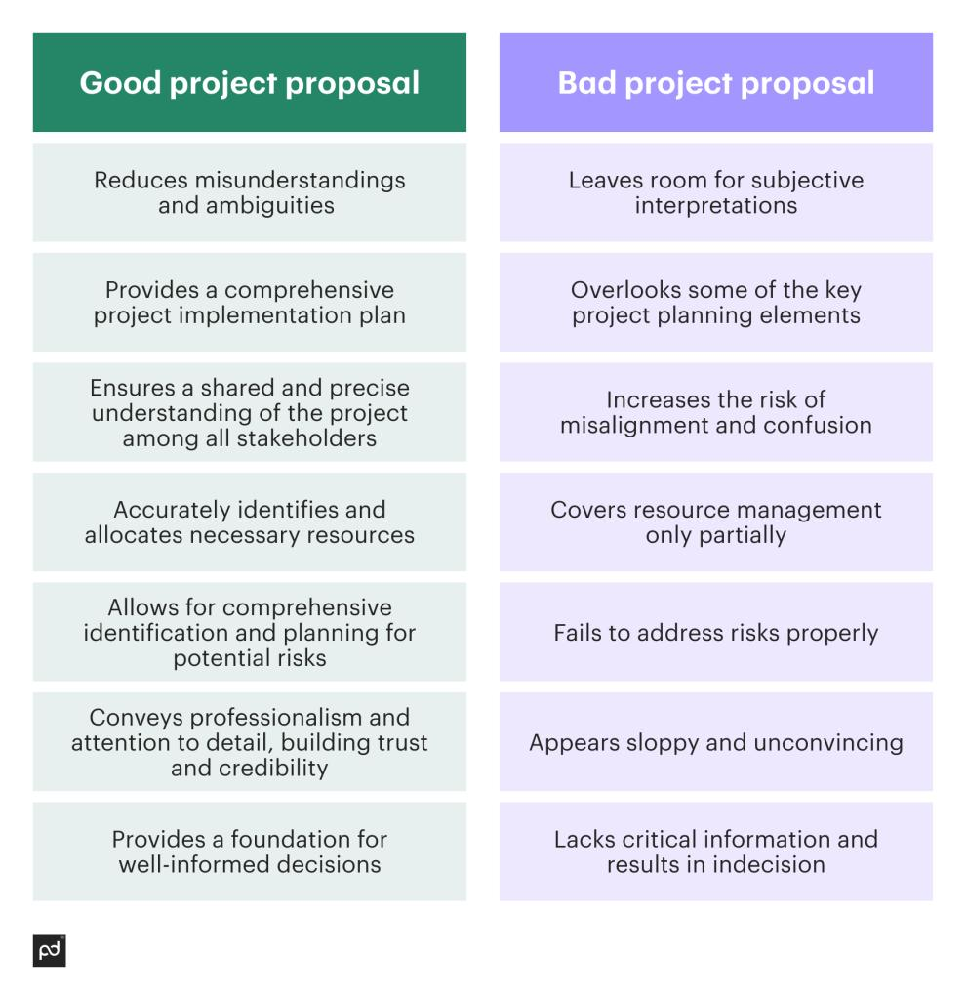 Good project proposal
Bad project proposal
Reduces misunderstandings
and ambiguities
Leaves room for subjective
interpretations
Provides a comprehensive
project implementation plan
Overlooks some of the key
project planning elements
Ensures a shared and precise
understanding of the project
among all stakeholders
Increases the risk of
misalignment and confusion
Accurately identifies and
allocates necessary resources
Covers resource management
only partially
Allows for comprehensive
identification and planning for
potential risks
Fails to address risks properly
Conveys professionalism and
attention to detail, building trust
and credibility
Appears sloppy and unconvincing
Provides a foundation for
well-informed decisions
Lacks critical information and
results in indecision
pd